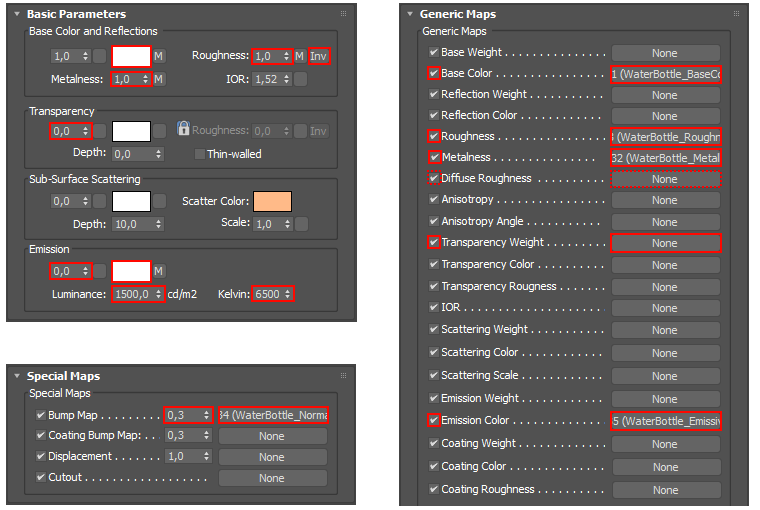 Basic Parameters
Base Color and Reflections
1,0 M Roughness: 1,0 M Inv
Metalness: 1,0 M IOR: 1,52
Transparency
0,0 Roughness: 0,0 Inv
Depth: 0,0 Thin-walled
Sub-Surface Scattering
0,0 Scatter Color:
Depth: 10,0 Scale: 1,0
Emission
0,0 M
Luminance: 1500,0 cd/m2 Kelvin: 6500
Special Maps
Special Maps
Bump Map . . . . . . . . . 0,3 34 (WaterBottle_Norma
Coating Bump Map: . . . 0,3 None
Displacement . . . . . . . 1,0 None
Cutout . . . . . . . . . . . . . . . . . . . None
Generic Maps
Generic Maps
Base Weight . . . . . . . . . . . . None
Base Color . . . . . . . . . . . . . 1 (WaterBottle_BaseCo
Reflection Weight . . . . . . . . None
Reflection Color . . . . . . . . . None
Roughness . . . . . . . . . . . . . (WaterBottle_Roughn
Metalness . . . . . . . . . . . . . . 32 (WaterBottle_Metal
Diffuse Roughness . . . . . . . None
Anisotropy . . . . . . . . . . . . . None
Anisotropy Angle . . . . . . . . None
Transparency Weight . . . . . None
Transparency Color . . . . . . None
Transparency Rougness . . . None
IOR . . . . . . . . . . . . . . . . . . None
Scattering Weight . . . . . . . . None
Scattering Color . . . . . . . . . None
Scattering Scale . . . . . . . . . None
Emission Weight . . . . . . . . . None
Emission Color . . . . . . . . . . 5 (WaterBottle_Emissiv
Coating Weight . . . . . . . . . . None
Coating Color . . . . . . . . . . . None
Coating Roughness . . . . . . . None